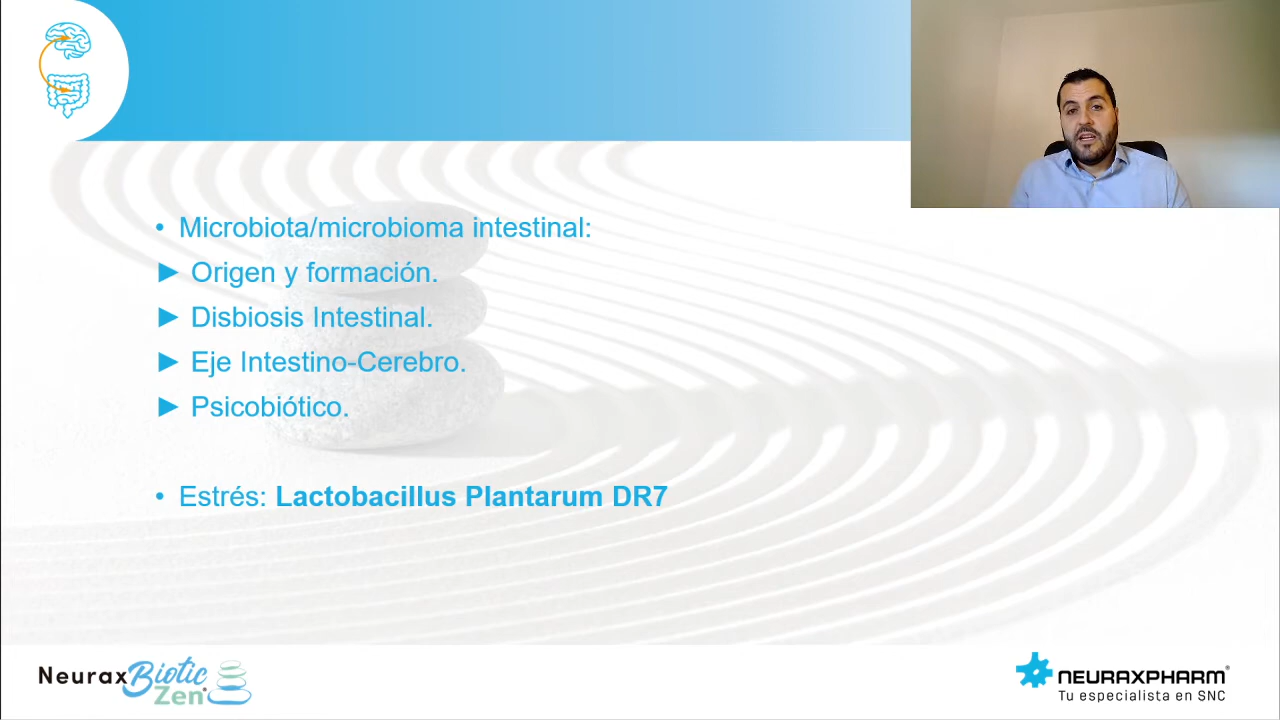 • Microbiota/microbioma intestinal:
► Origen y formación.
► Disbiosis Intestinal.
► Eje Intestino-Cerebro.
► Psicobiótico.
• Estrés: Lactobacillus Plantarum DR7
NeuraxBiotic Zen®
NEURAXPHARM®
Tu especialista en SNC